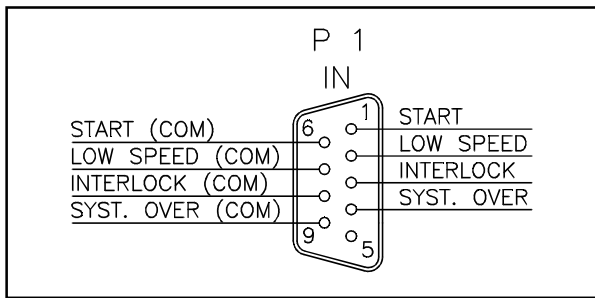 P 1
IN
6
1
START (COM)
START
LOW SPEED (COM)
LOW SPEED
INTERLOCK (COM)
INTERLOCK
SYST. OVER (COM)
SYST. OVER
9
5